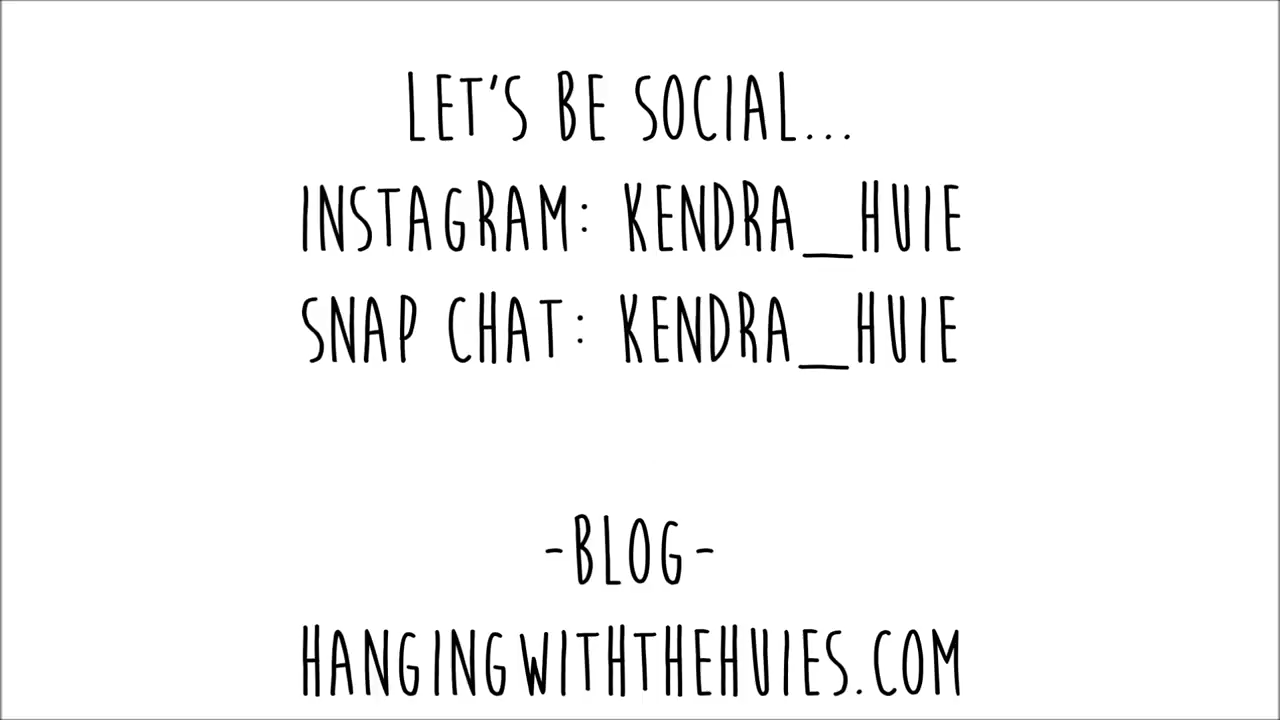 LET'S BE SOCIAL...
INSTAGRAM: KENDRA_HUIE
SNAP CHAT: KENDRA_HUIE
-BLOG-
HANGINGWITHTHEHUIES.COM